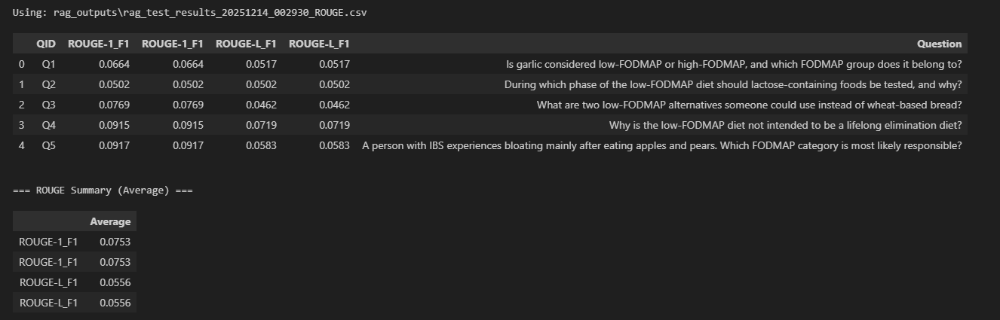 Using: rag_outputs\rag_test_results_20251214_002930_ROUGE.csv
QID ROUGE-1_F1 ROUGE-1_F1 ROUGE-L_F1 ROUGE-L_F1 Question
0 Q1 0.0664 0.0664 0.0517 0.0517 Is garlic considered low-FODMAP or high-FODMAP, and which FODMAP group does it belong to?
1 Q2 0.0502 0.0502 0.0502 0.0502 During which phase of the low-FODMAP diet should lactose-containing foods be tested, and why?
2 Q3 0.0769 0.0769 0.0462 0.0462 What are two low-FODMAP alternatives someone could use instead of wheat-based bread?
3 Q4 0.0915 0.0915 0.0719 0.0719 Why is the low-FODMAP diet not intended to be a lifelong elimination diet?
4 Q5 0.0917 0.0917 0.0583 0.0583 A person with IBS experiences bloating mainly after eating apples and pears. Which FODMAP category is most likely responsible?
=== ROUGE Summary (Average) ===
Average
ROUGE-1_F1 0.0753
ROUGE-1_F1 0.0753
ROUGE-L_F1 0.0556
ROUGE-L_F1 0.0556